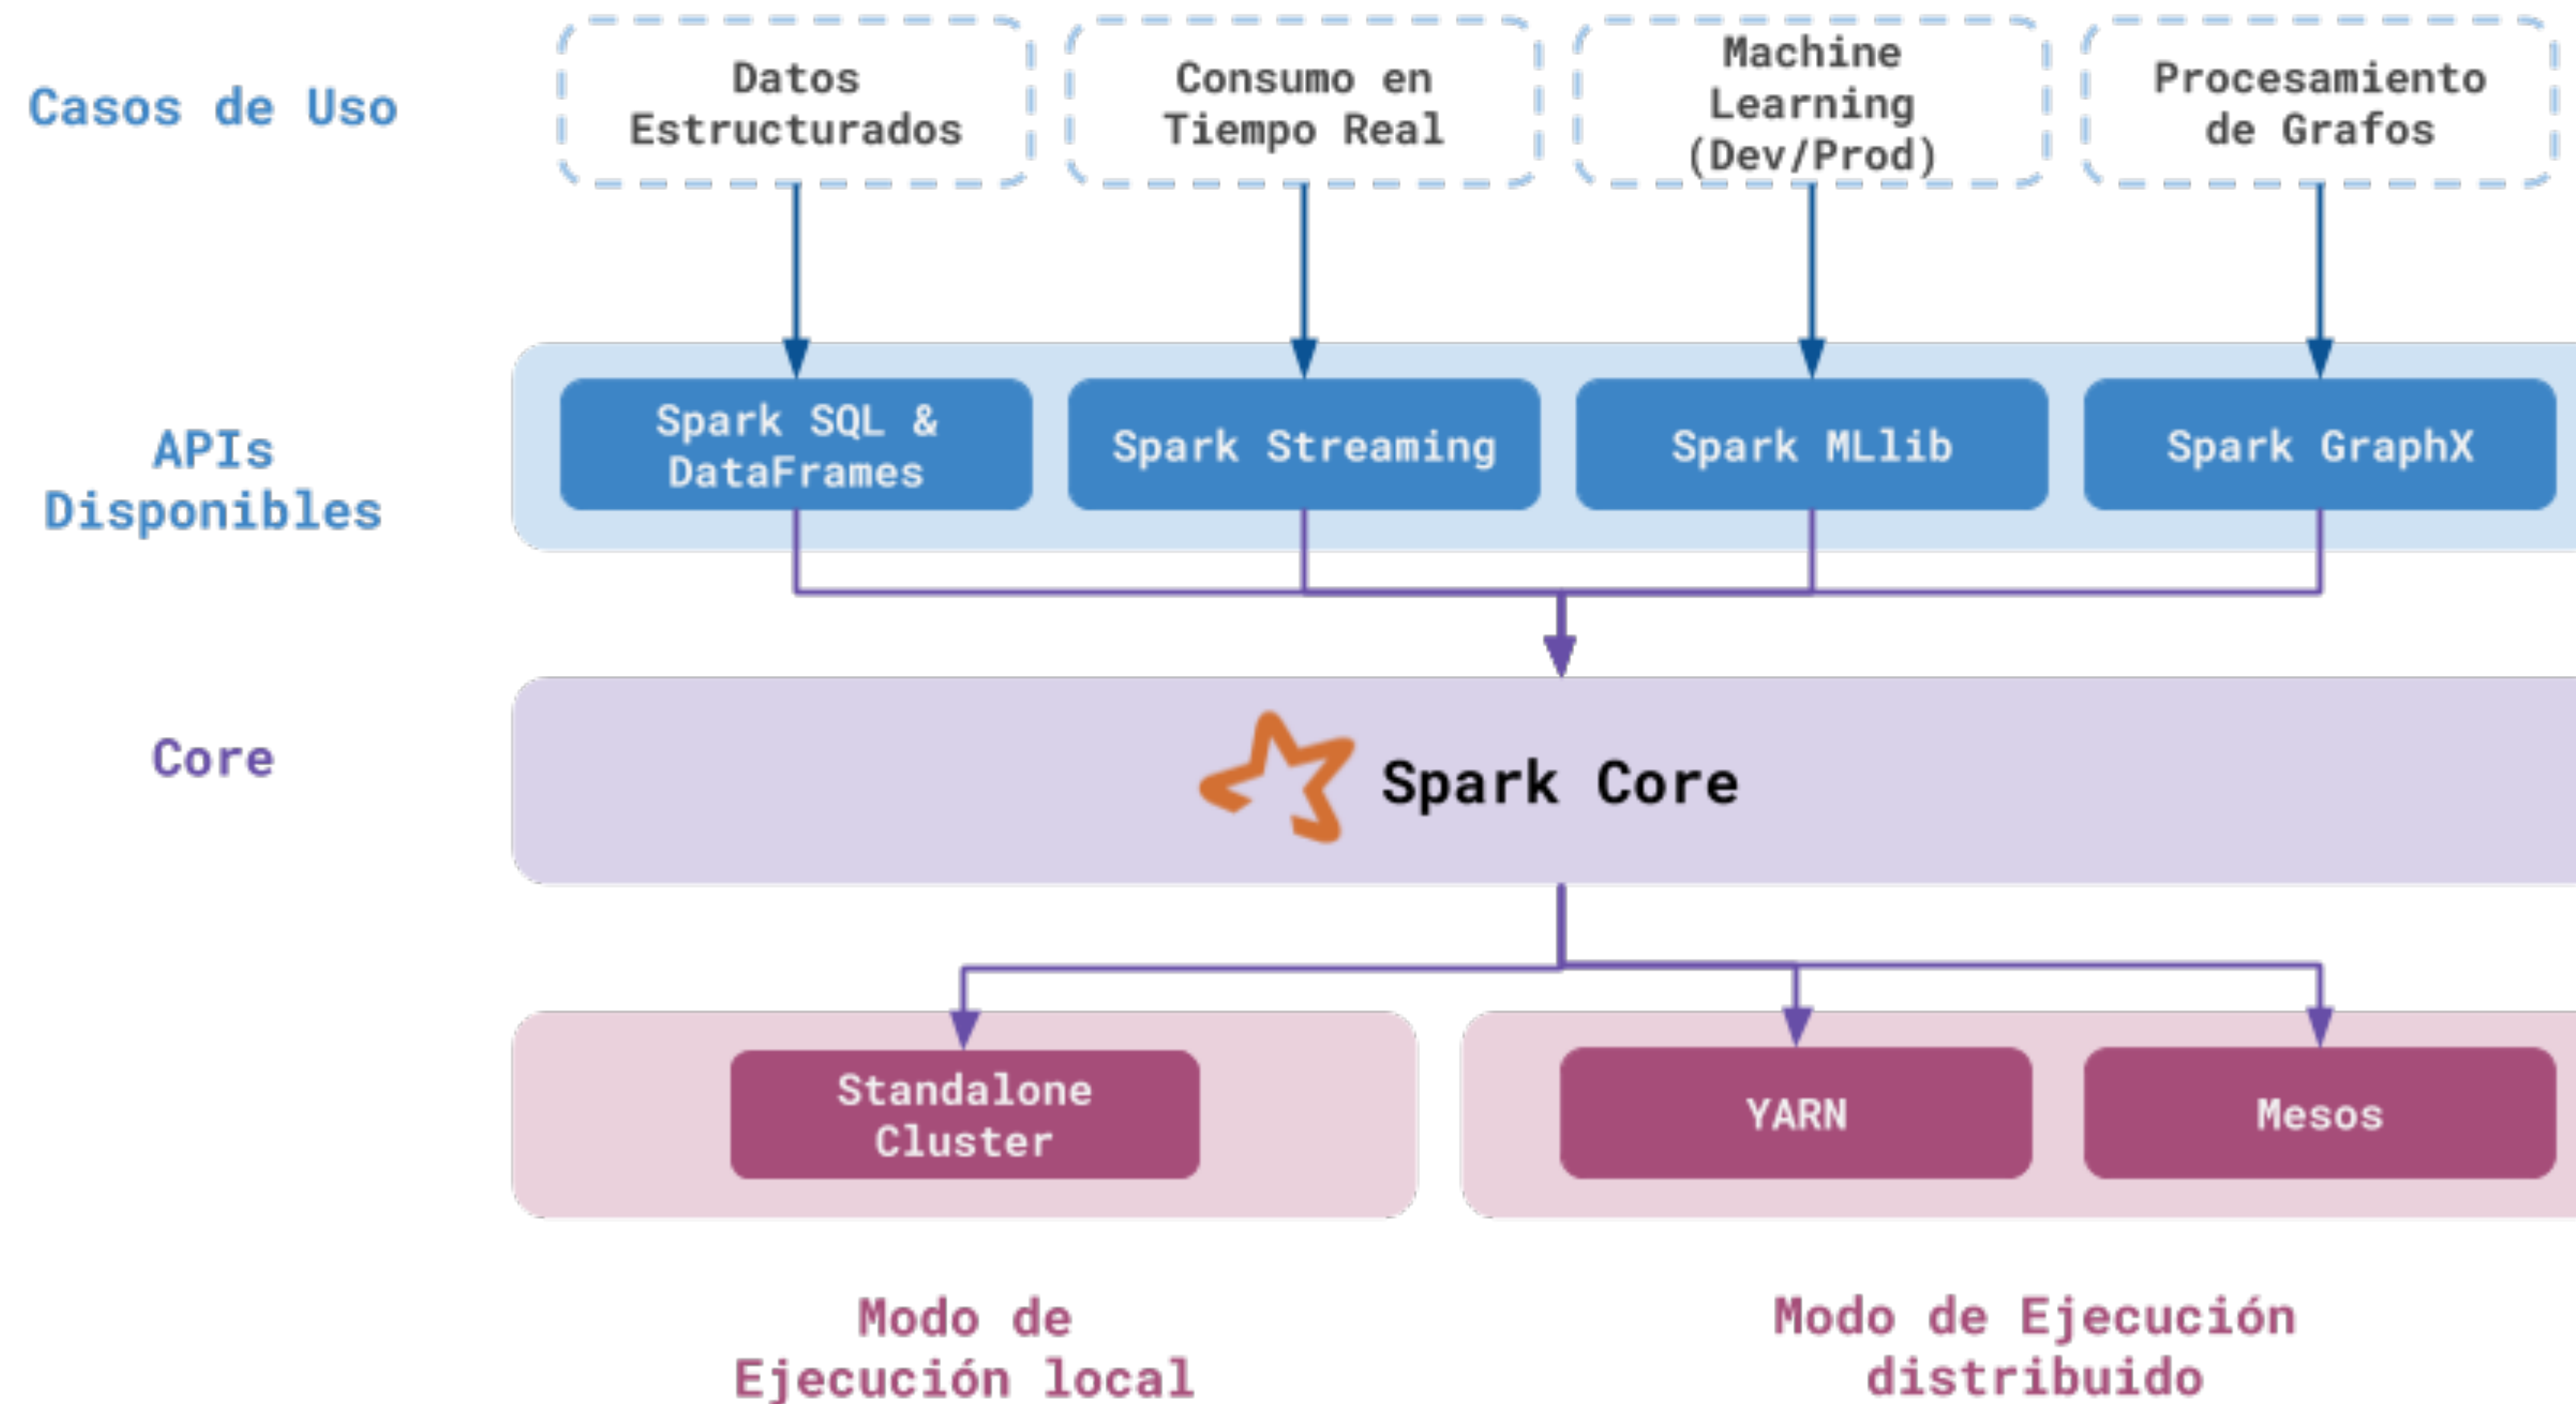 Casos de Uso
Datos
Estructurados
Consumo en
Tiempo Real
Machine
Learning
(Dev/Prod)
Procesamiento
de Grafos
APIs
Disponibles
Spark SQL &
DataFrames
Spark Streaming
Spark MLlib
Spark GraphX
Core
Spark Core
Standalone
Cluster
YARN
Mesos
Modo de
Ejecución local
Modo de Ejecución
distribuido